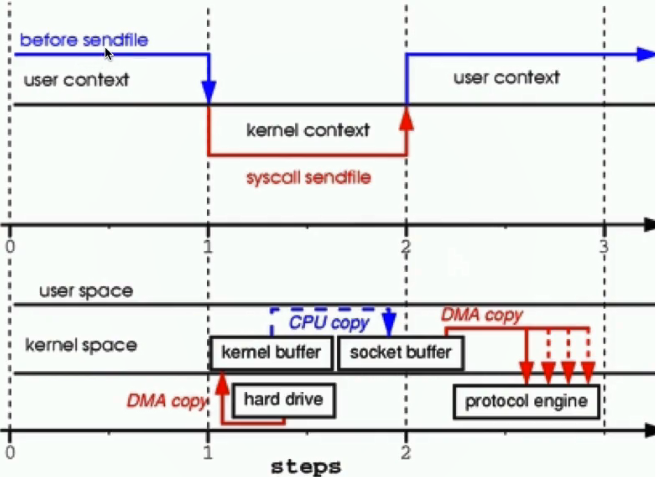 before sendfile
user context
user context
kernel context
syscall sendfile
0 1 2 3
user space
CPU copy
DMA copy
kernel space
kernel buffer
socket buffer
DMA copy
hard drive
protocol engine
0 1 2
steps